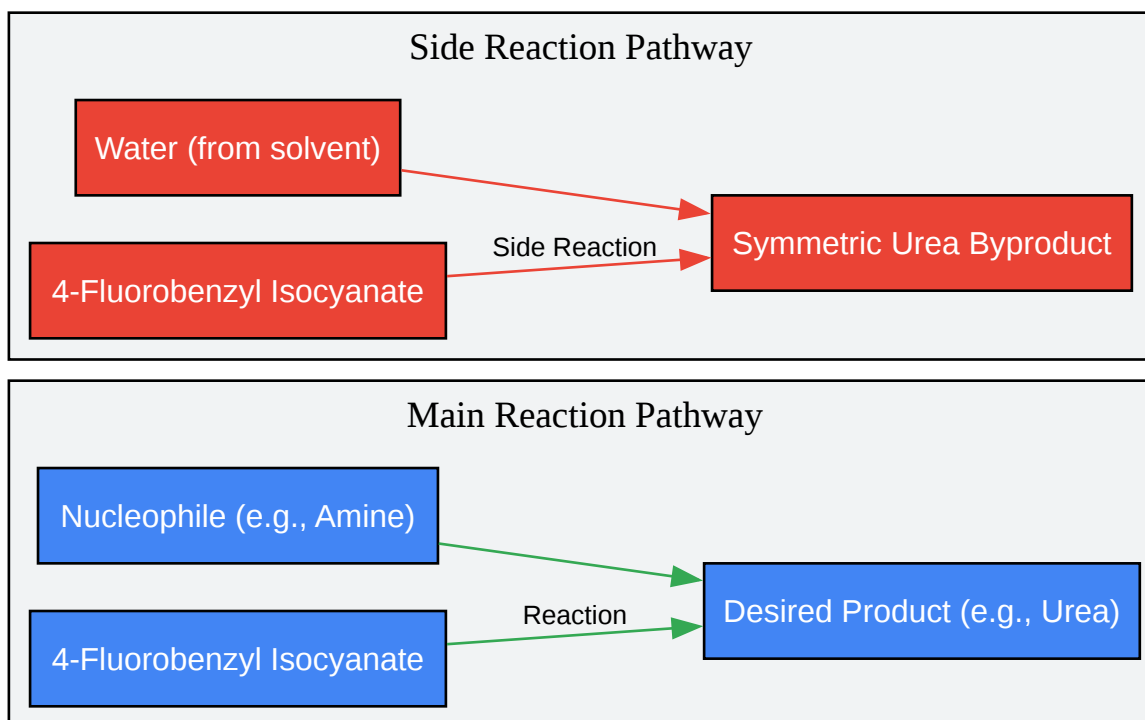 Side Reaction Pathway
Water (from solvent)
Side Reaction
Symmetric Urea Byproduct
4-Fluorobenzyl Isocyanate
Main Reaction Pathway
Nucleophile (e.g., Amine)
Reaction
Desired Product (e.g., Urea)
4-Fluorobenzyl Isocyanate